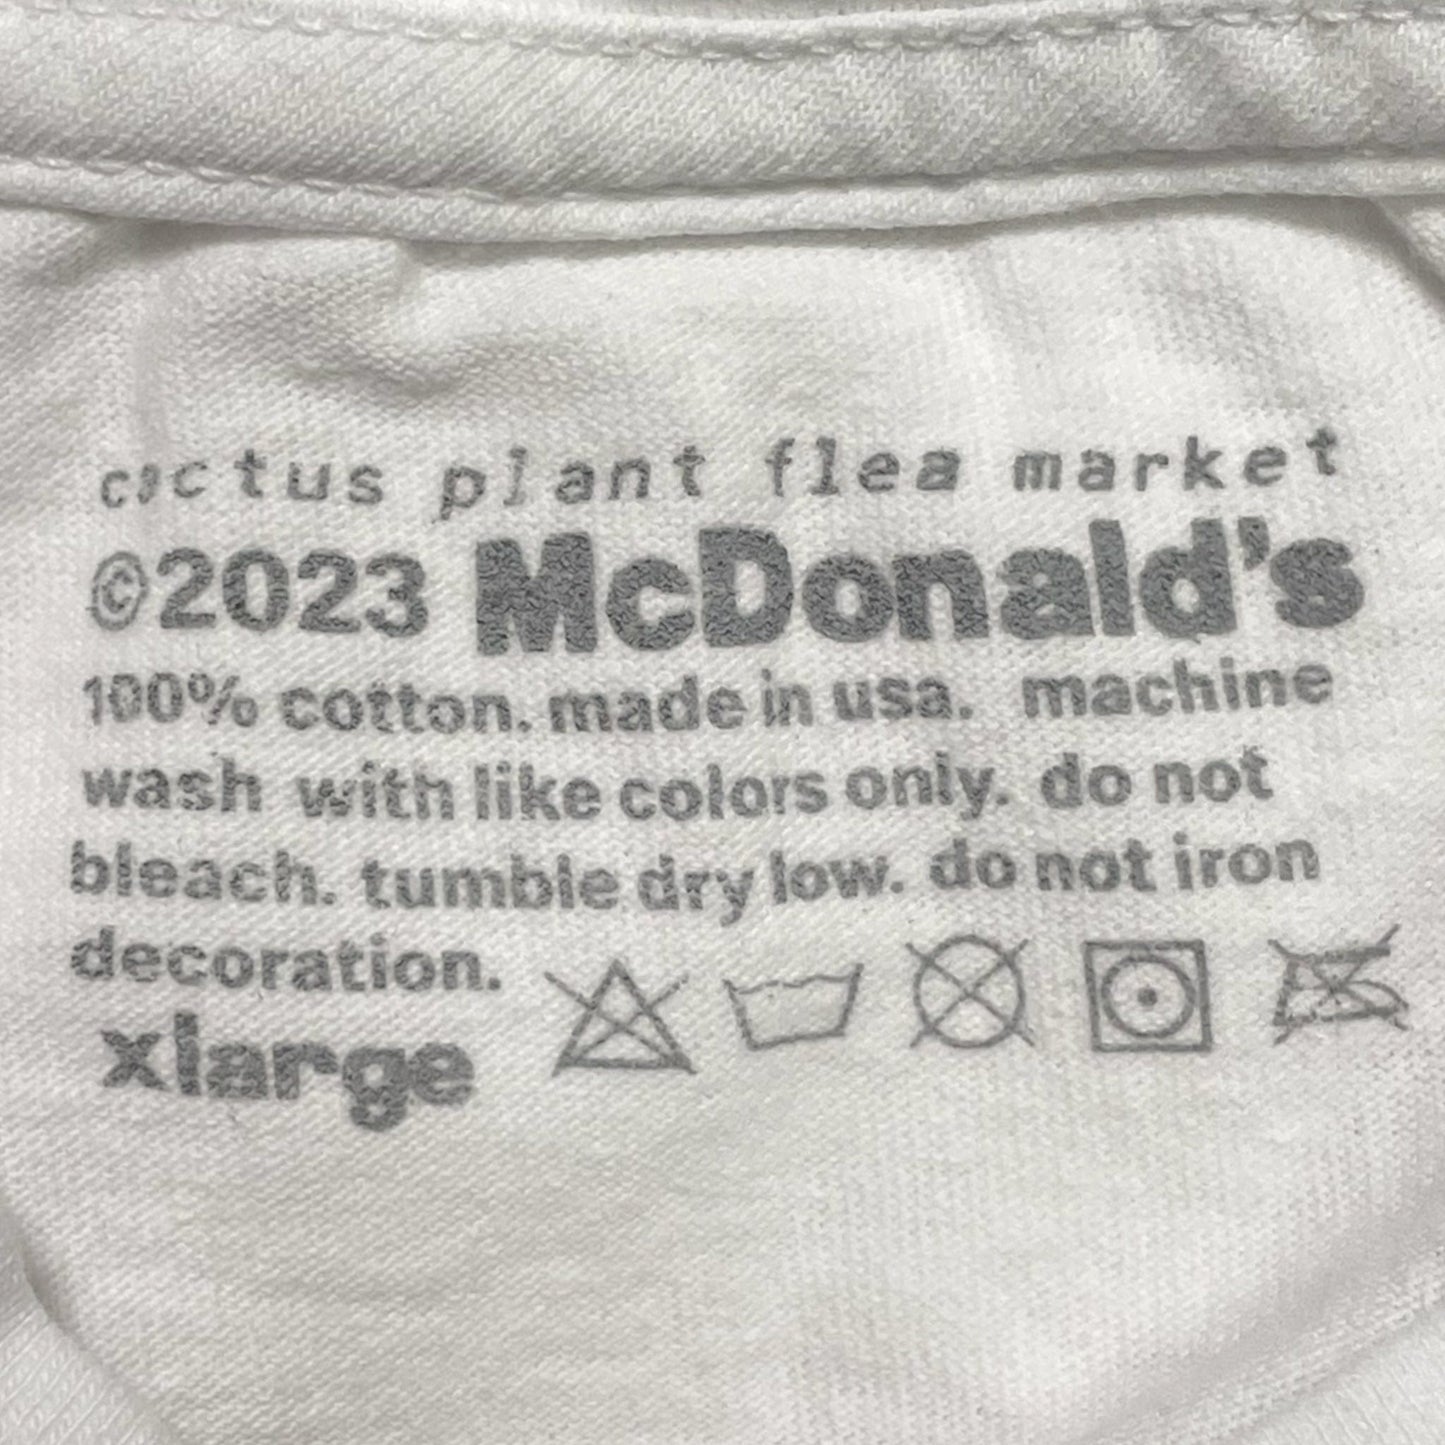 cactus plant flea market
©2023 McDonald's
100% cotton. made in usa. machine
wash with like colors only. do not
bleach. tumble dry low. do not iron
decoration.
xlarge